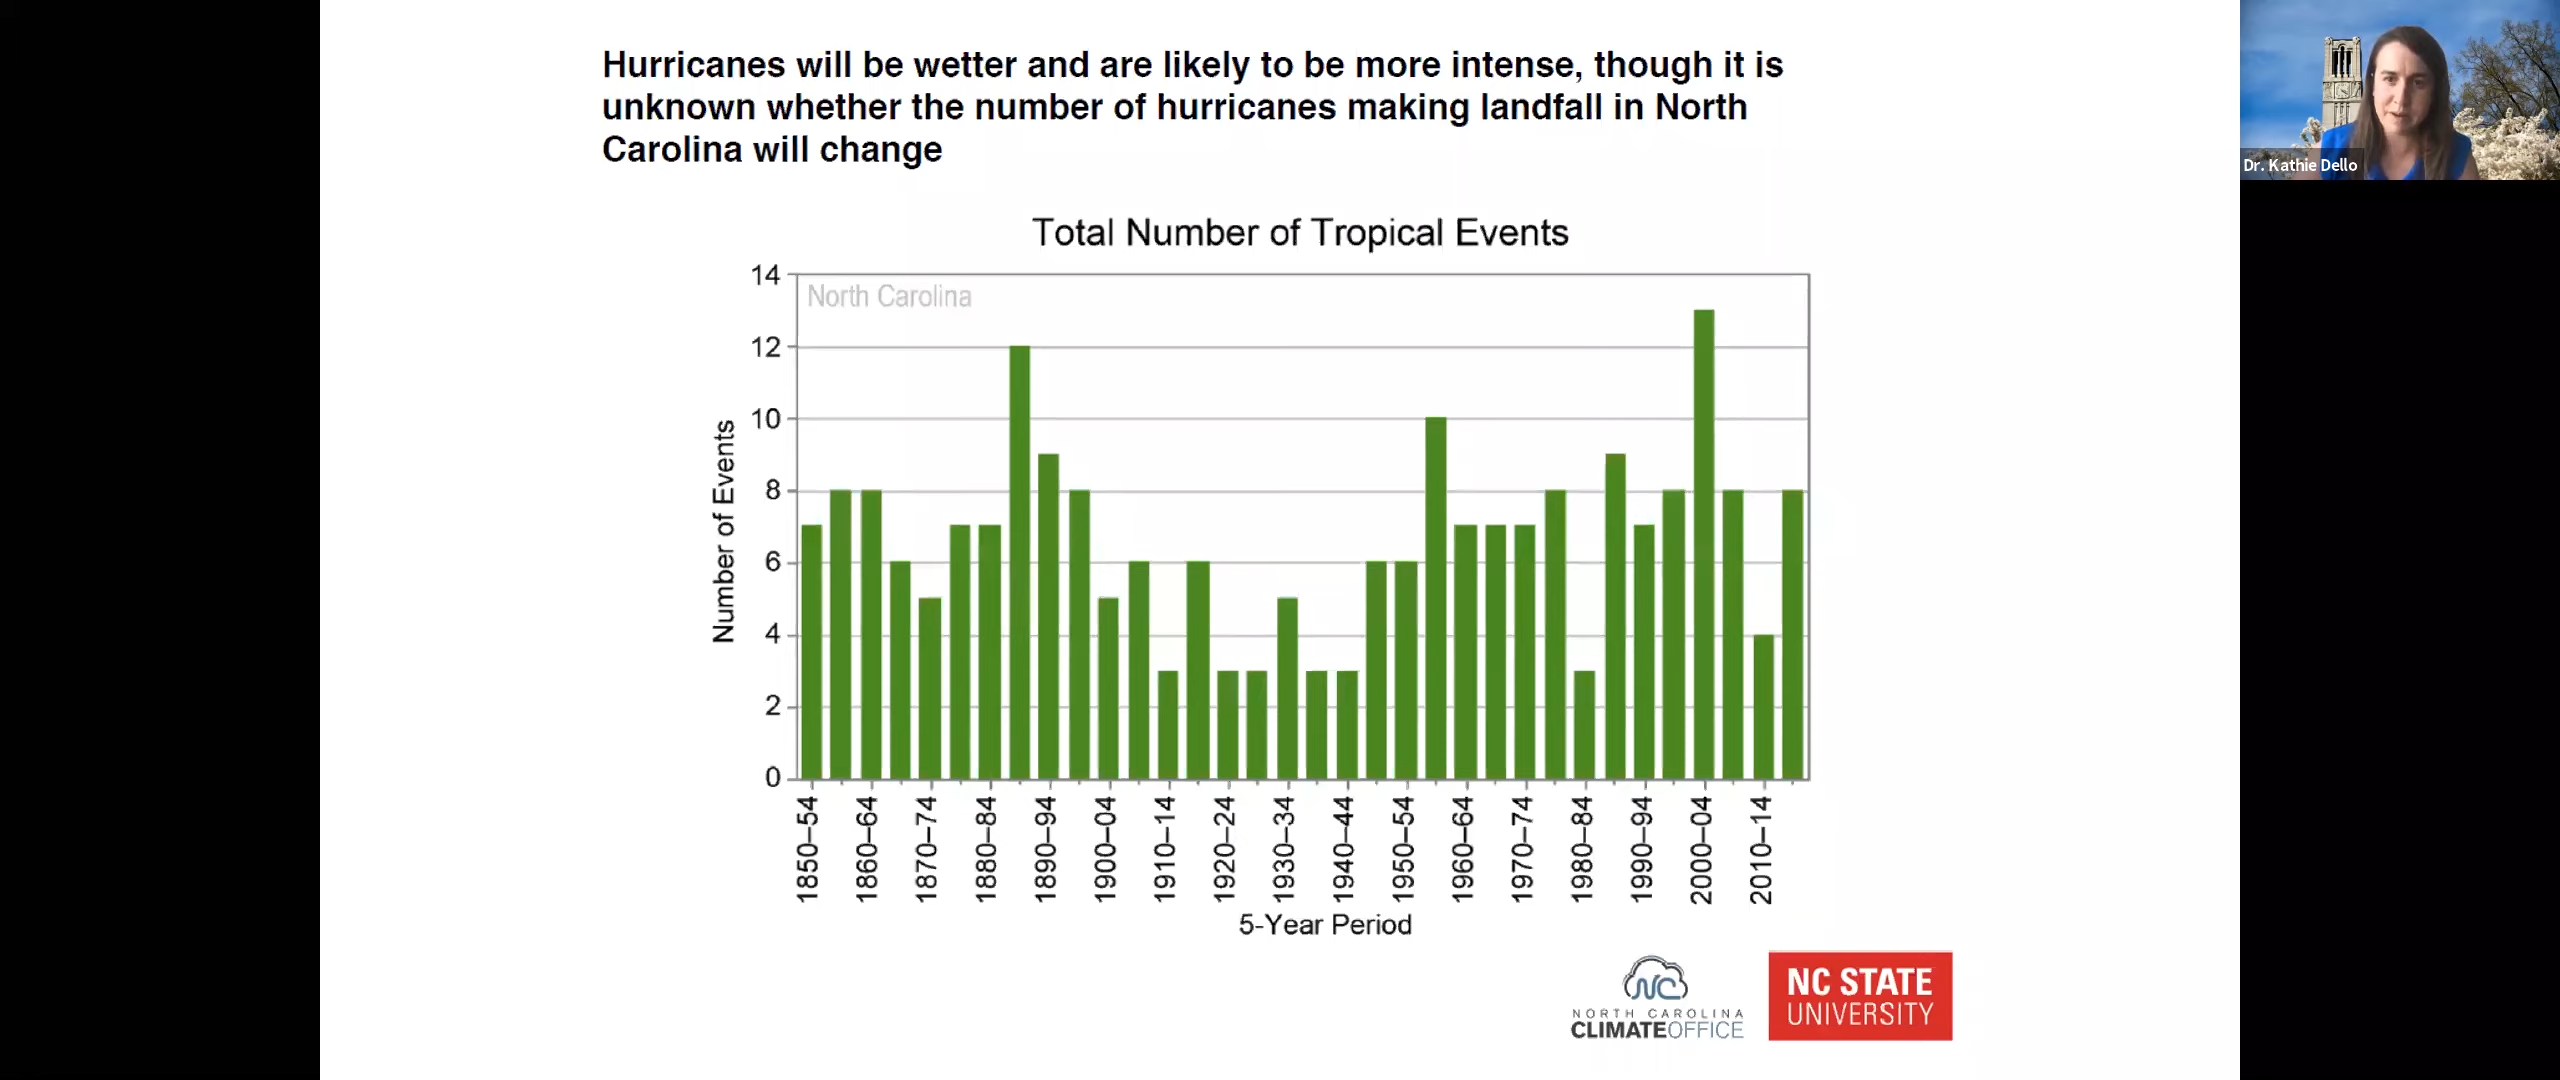 Hurricanes will be wetter and are likely to be more intense, though it is
unknown whether the number of hurricanes making landfall in North
Carolina will change
Dr. Kathie Dello
Total Number of Tropical Events
North Carolina
Number of Events
14
12
10
8
6
4
2
0
1850–54
1860–64
1870–74
1880–84
1890–94
1900–04
1910–14
1920–24
1930–34
1940–44
1950–54
1960–64
1970–74
1980–84
1990–94
2000–04
2010–14
5-Year Period
NC
NORTH CAROLINA
CLIMATEOFFICE
NC STATE
UNIVERSITY